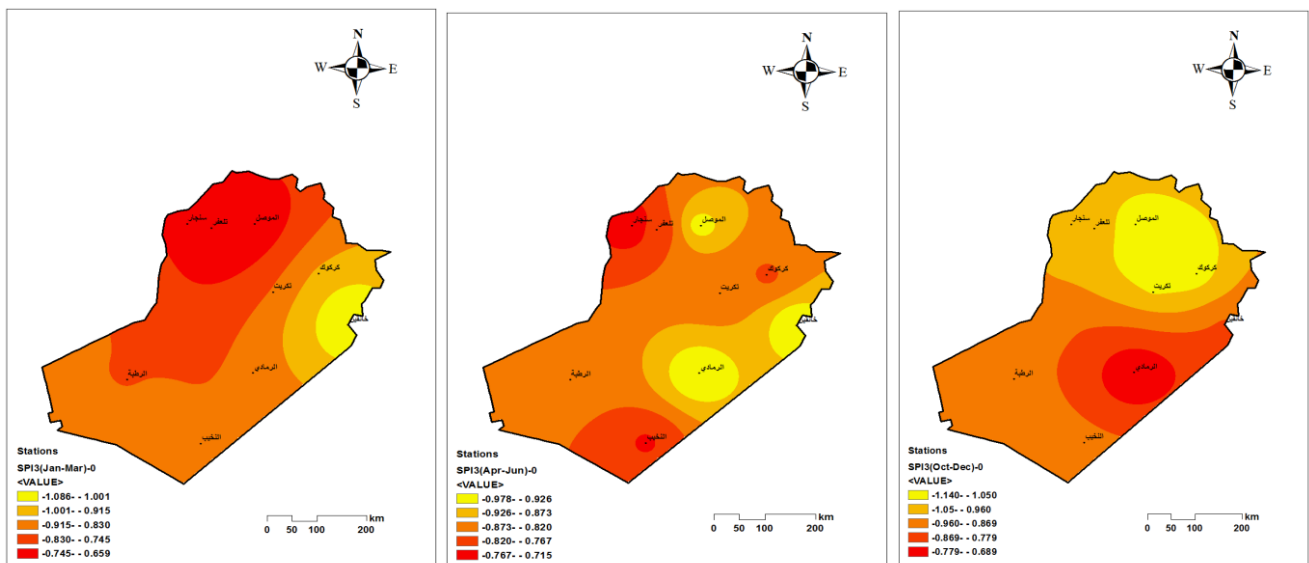 N
W E
S
سنجار
تلعفر
الموصل
كركوك
تكريت
خانقين
الرطبة
الرمادي
النخيب
Stations
SPI3(Jan-Mar)-0
<VALUE>
-1.086- - 1.001
-1.001- - 0.915
-0.915- - 0.830
-0.830- - 0.745
-0.745- - 0.659
km
0 50 100 200
N
W E
S
سنجار
تلعفر
الموصل
كركوك
تكريت
خانقين
الرطبة
الرمادي
النخيب
Stations
SPI3(Apr-Jun)-0
<VALUE>
-0.978- - 0.926
-0.926- - 0.873
-0.873- - 0.820
-0.820- - 0.767
-0.767- - 0.715
km
0 50 100 200
N
W E
S
سنجار
تلعفر
الموصل
كركوك
تكريت
خانقين
الرطبة
الرمادي
النخيب
Stations
SPI3(Oct-Dec)-0
<VALUE>
-1.140- - 1.050
-1.05- - 0.960
-0.960- - 0.869
-0.869- - 0.779
-0.779- - 0.689
km
0 50 100 200